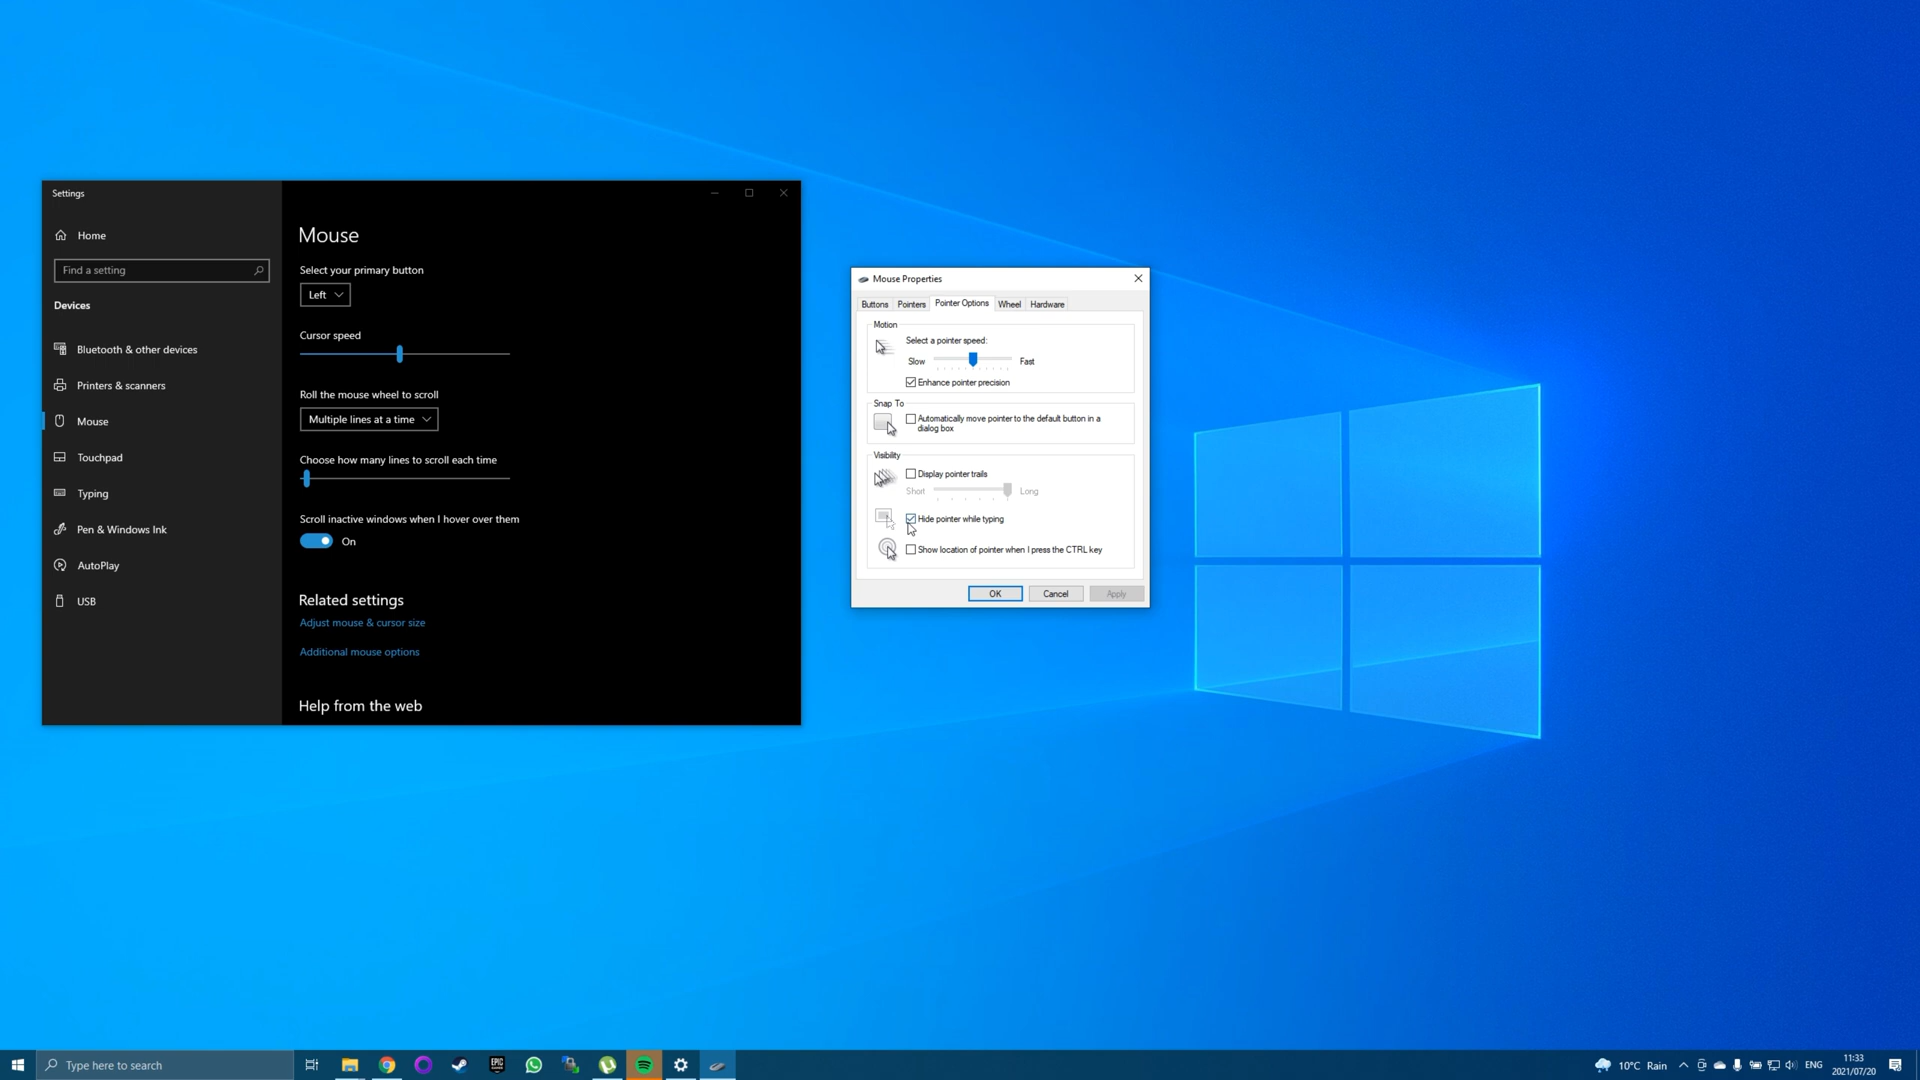 Settings
Home
Find a setting
Devices
Bluetooth & other devices
Printers & scanners
Mouse
Touchpad
Typing
Pen & Windows Ink
AutoPlay
USB
Mouse
Select your primary button
Left
Cursor speed
Roll the mouse wheel to scroll
Multiple lines at a time
Choose how many lines to scroll each time
Scroll inactive windows when I hover over them
On
Related settings
Adjust mouse & cursor size
Additional mouse options
Help from the web
Mouse Properties
Buttons Pointers Pointer Options Wheel Hardware
Motion
Select a pointer speed:
Slow Fast
Enhance pointer precision
Snap To
Automatically move pointer to the default button in a
dialog box
Visibility
Display pointer trails
Short Long
Hide pointer while typing
Show location of pointer when I press the CTRL key
OK Cancel Apply
Type here to search
EPIC
GAMES
10°C Rain
ENG
11:33
2021/07/20